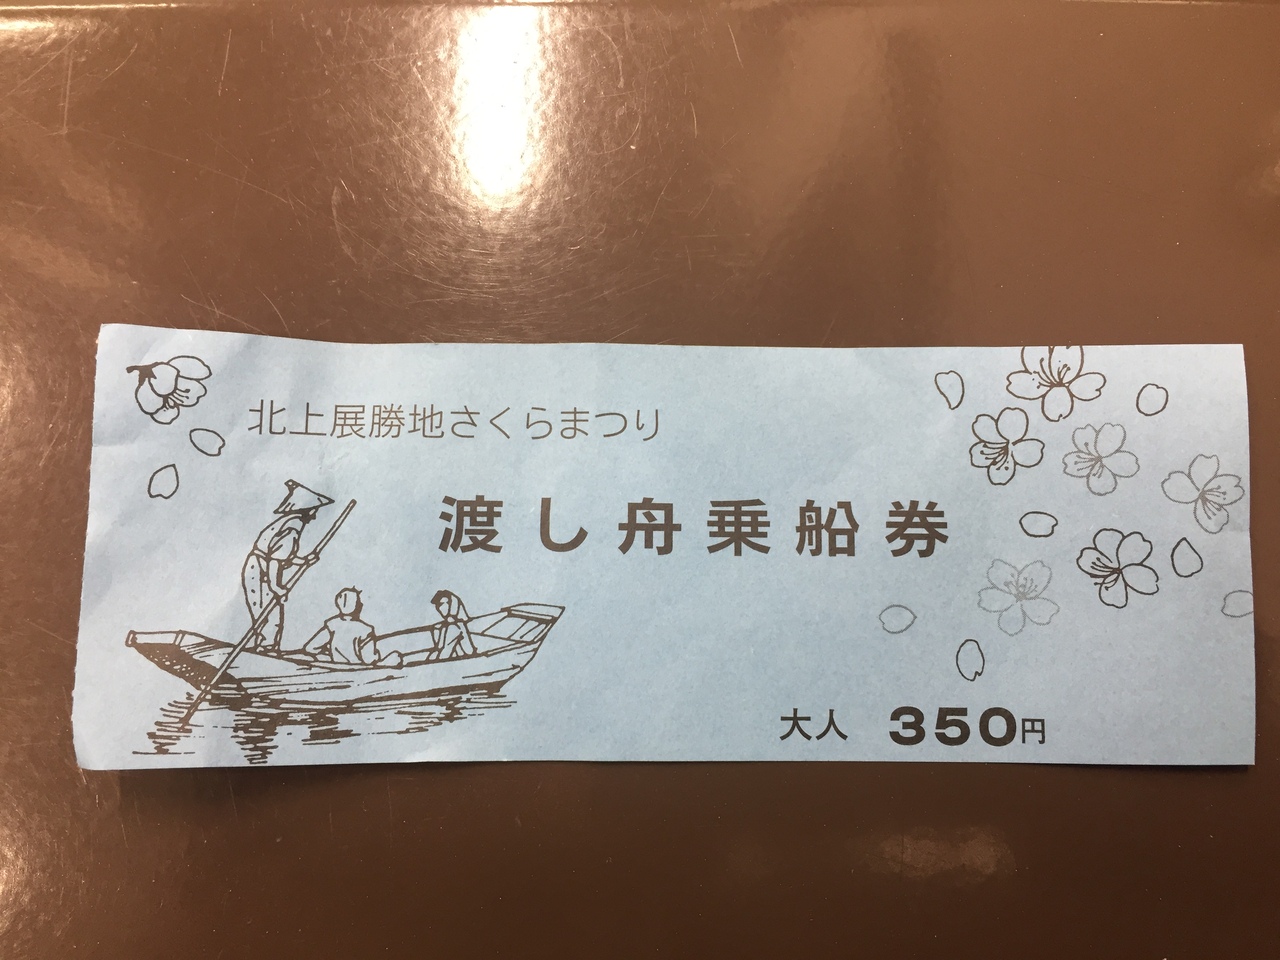 北上展勝地さくらまつり
渡し舟乗船券
大人 350円